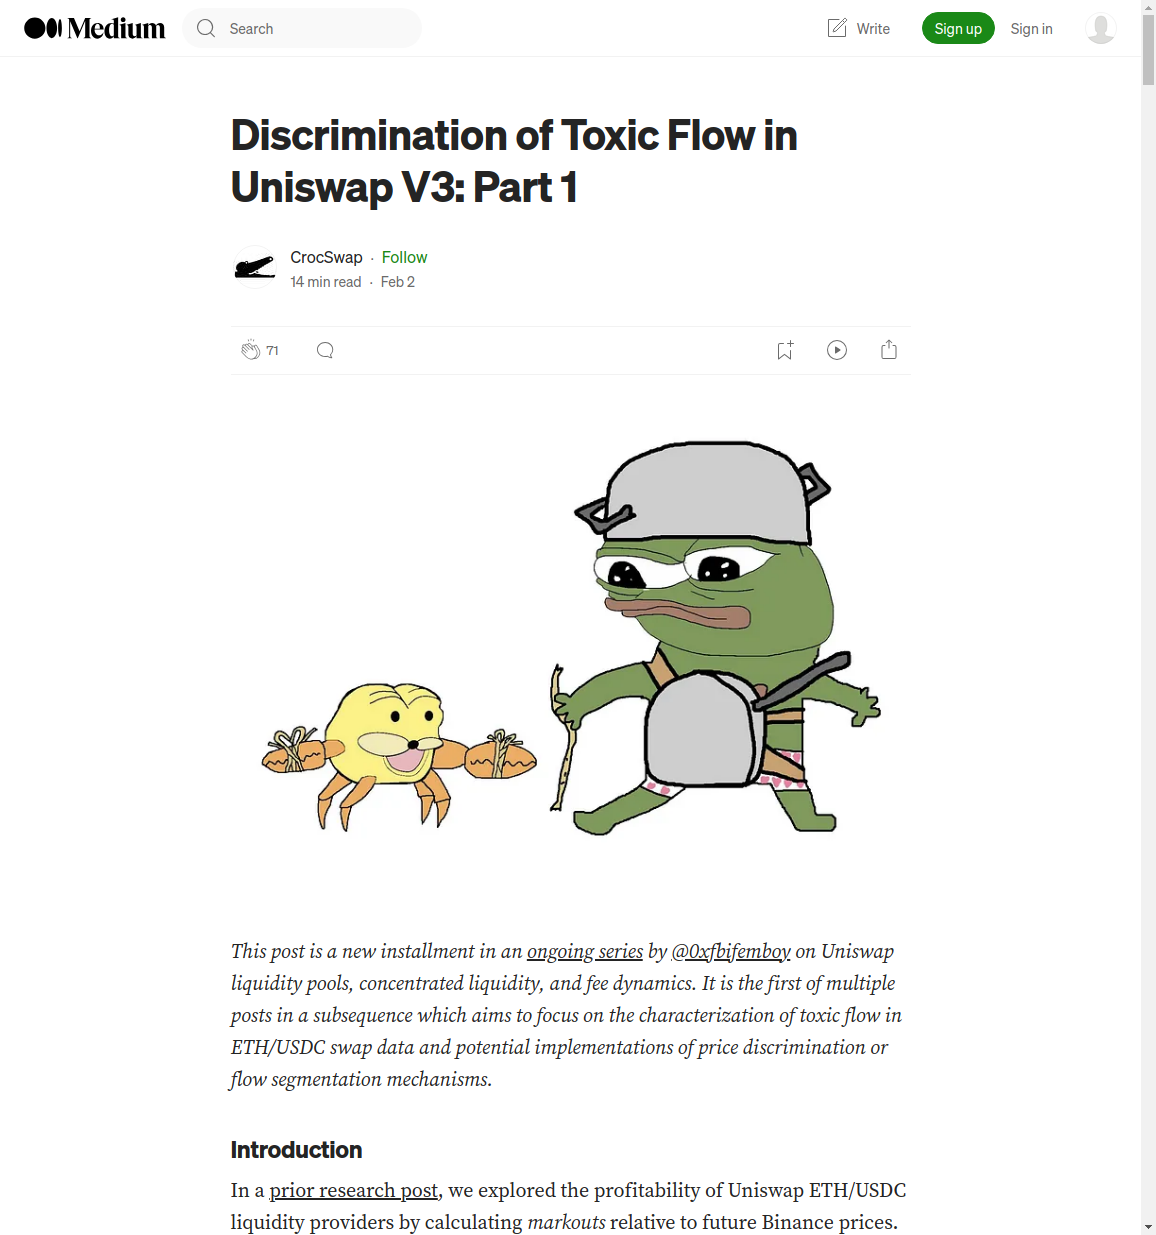 Medium
Search
Write
Sign up
Sign in
Discrimination of Toxic Flow in
Uniswap V3: Part 1
CrocSwap · Follow
14 min read · Feb 2
71
This post is a new installment in an ongoing series by @0xfbifemboy on Uniswap
liquidity pools, concentrated liquidity, and fee dynamics. It is the first of multiple
posts in a subsequence which aims to focus on the characterization of toxic flow in
ETH/USDC swap data and potential implementations of price discrimination or
flow segmentation mechanisms.
Introduction
In a prior research post, we explored the profitability of Uniswap ETH/USDC
liquidity providers by calculating markouts relative to future Binance prices.